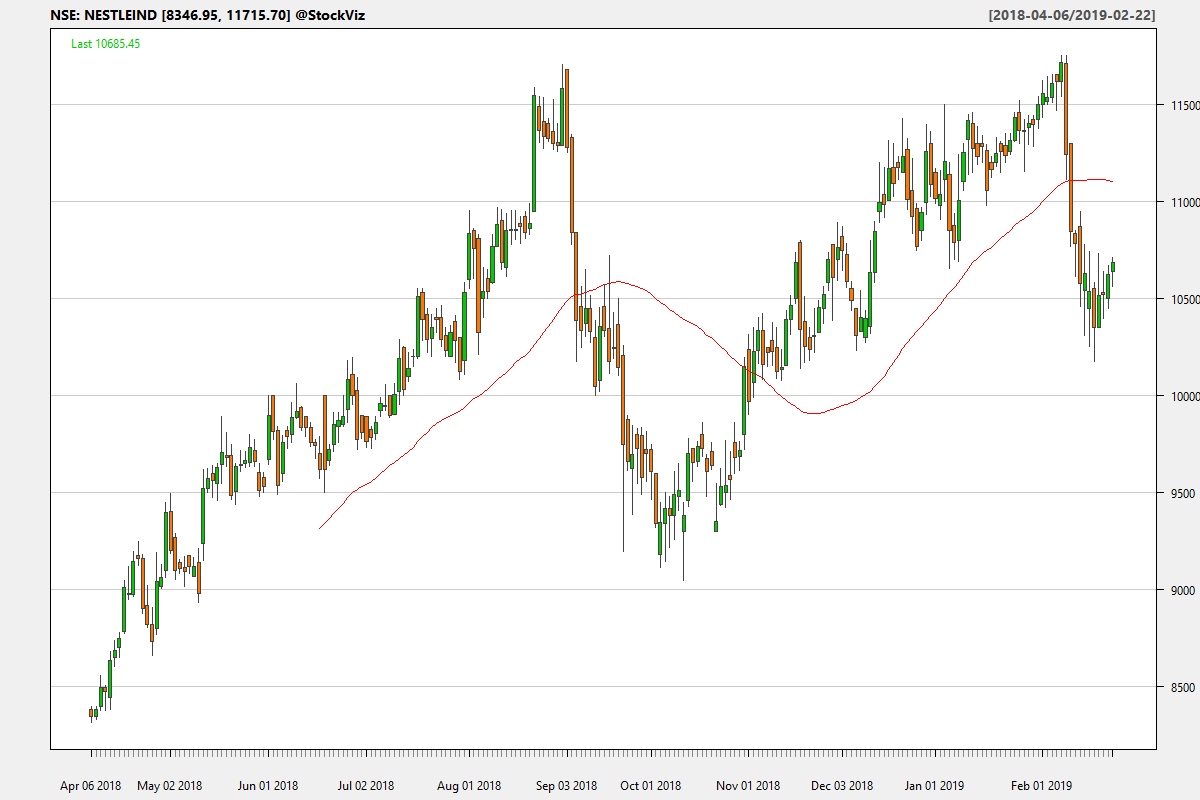 NSE: NESTLEIND [8346.95, 11715.70] @StockViz [2018-04-06/2019-02-22]
Last 10685.45
11500
11000
10500
10000
9500
9000
8500
Apr 06 2018 May 02 2018 Jun 01 2018 Jul 02 2018 Aug 01 2018 Sep 03 2018 Oct 01 2018 Nov 01 2018 Dec 03 2018 Jan 01 2019 Feb 01 2019